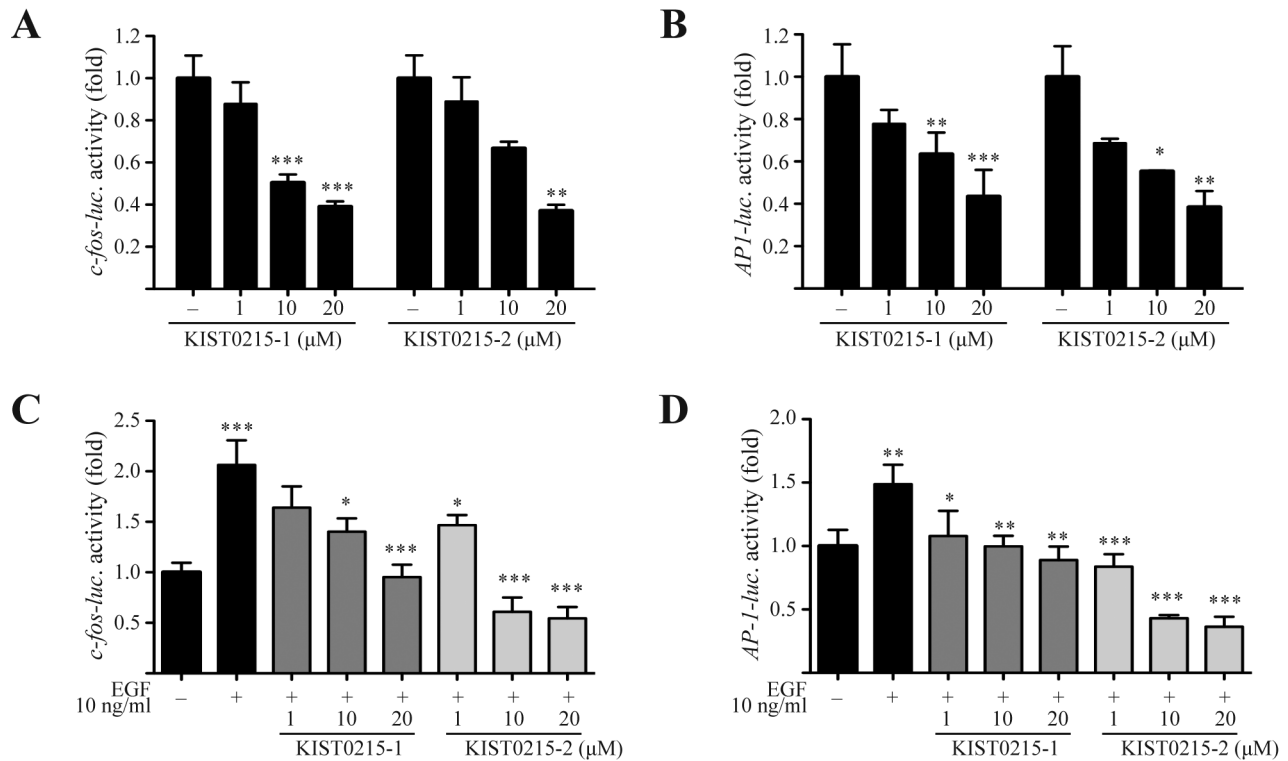 A
c-fos-luc. activity (fold)
1.2
1.0
0.8
0.6
0.4
0.2
*** *** **
– 1 10 20 – 1 10 20
KIST0215-1 (μM) KIST0215-2 (μM)
B
AP1-luc. activity (fold)
1.2
1.0
0.8
0.6
0.4
0.2
** *** * **
– 1 10 20 – 1 10 20
KIST0215-1 (μM) KIST0215-2 (μM)
C
c-fos-luc. activity (fold)
2.5
2.0
1.5
1.0
0.5
*** * *** * *** ***
EGF
10 ng/ml – + + + + + + +
1 10 20 1 10 20
KIST0215-1 KIST0215-2 (μM)
D
AP-1-luc. activity (fold)
2.0
1.5
1.0
0.5
** * ** ** *** *** ***
EGF
10 ng/ml – + + + + + + +
1 10 20 1 10 20
KIST0215-1 KIST0215-2 (μM)